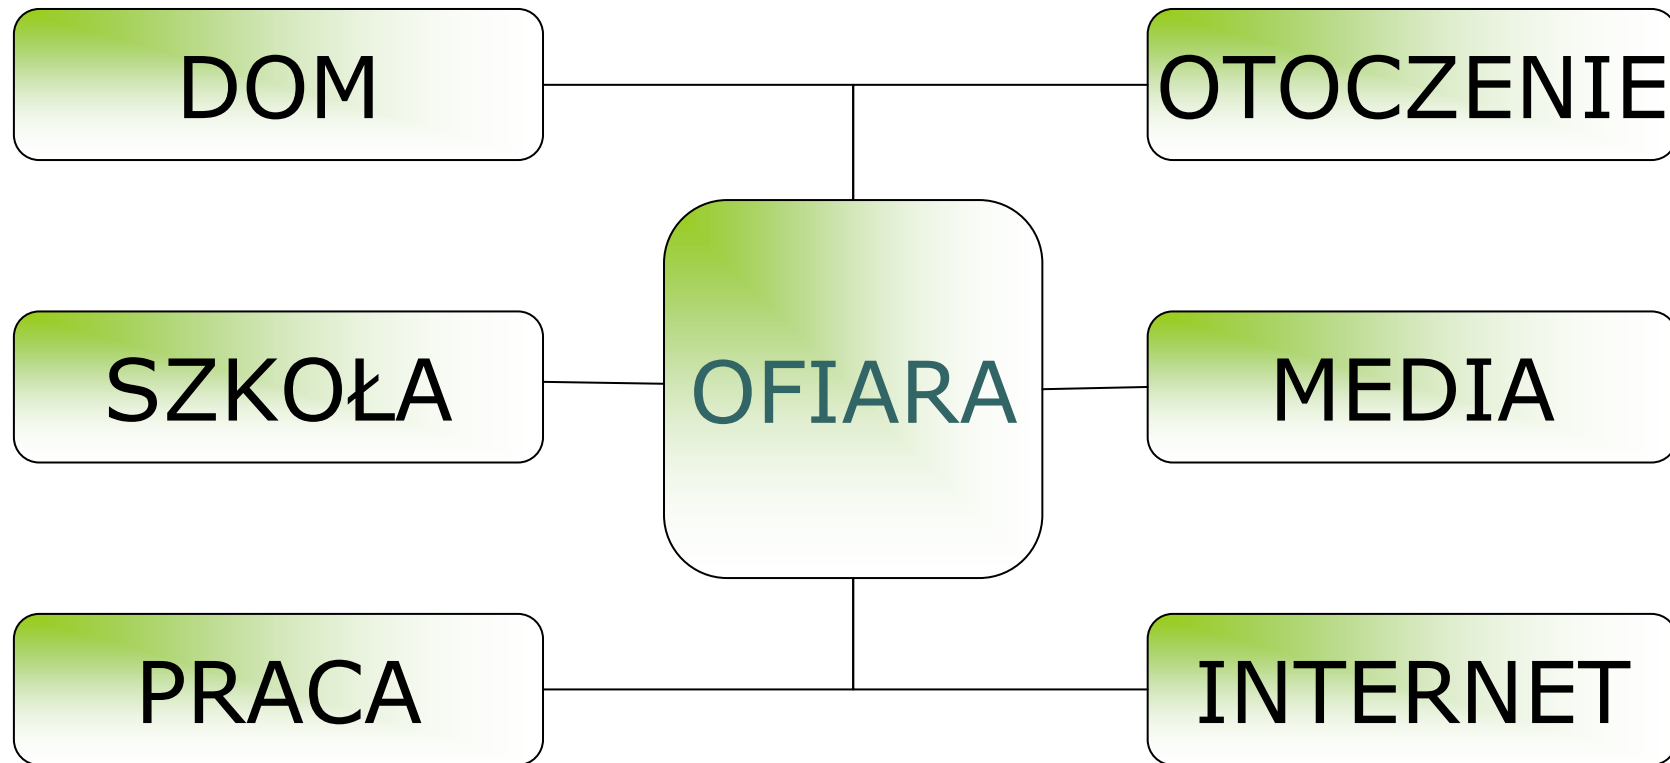 DOM
OTOCZENIE
OFIARA
SZKOŁA
MEDIA
PRACA
INTERNET